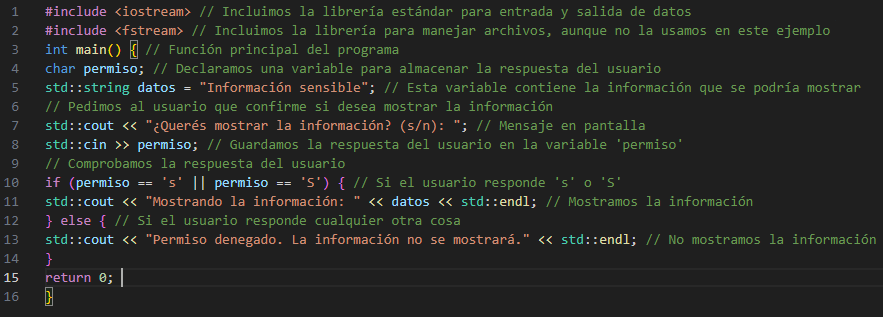 1 #include <iostream> // Incluimos la librería estándar para entrada y salida de datos
2 #include <fstream> // Incluimos la librería para manejar archivos, aunque no la usamos en este ejemplo
3 int main() { // Función principal del programa
4 char permiso; // Declaramos una variable para almacenar la respuesta del usuario
5 std::string datos = "Información sensible"; // Esta variable contiene la información que se podría mostrar
6 // Pedimos al usuario que confirme si desea mostrar la información
7 std::cout << "¿Querés mostrar la información? (s/n): "; // Mensaje en pantalla
8 std::cin >> permiso; // Guardamos la respuesta del usuario en la variable 'permiso'
9 // Comprobamos la respuesta del usuario
10 if (permiso == 's' || permiso == 'S') { // Si el usuario responde 's' o 'S'
11 std::cout << "Mostrando la información: " << datos << std::endl; // Mostramos la información
12 } else { // Si el usuario responde cualquier otra cosa
13 std::cout << "Permiso denegado. La información no se mostrará." << std::endl; // No mostramos la información
14 }
15 return 0;
16 }